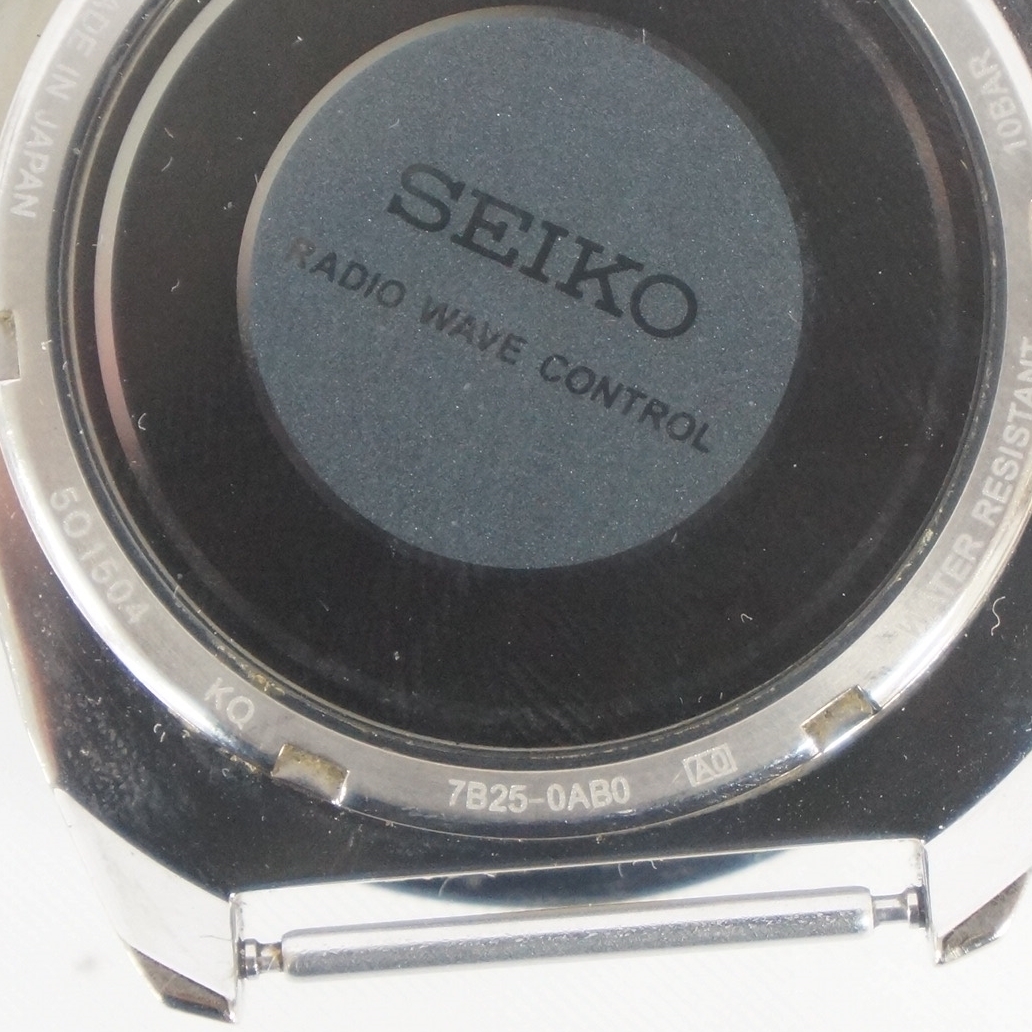 SEIKO
RADIO WAVE CONTROL
MADE IN JAPAN
501504
KQ
7B25-0AB0
A0
WATER RESISTANT
10BAR